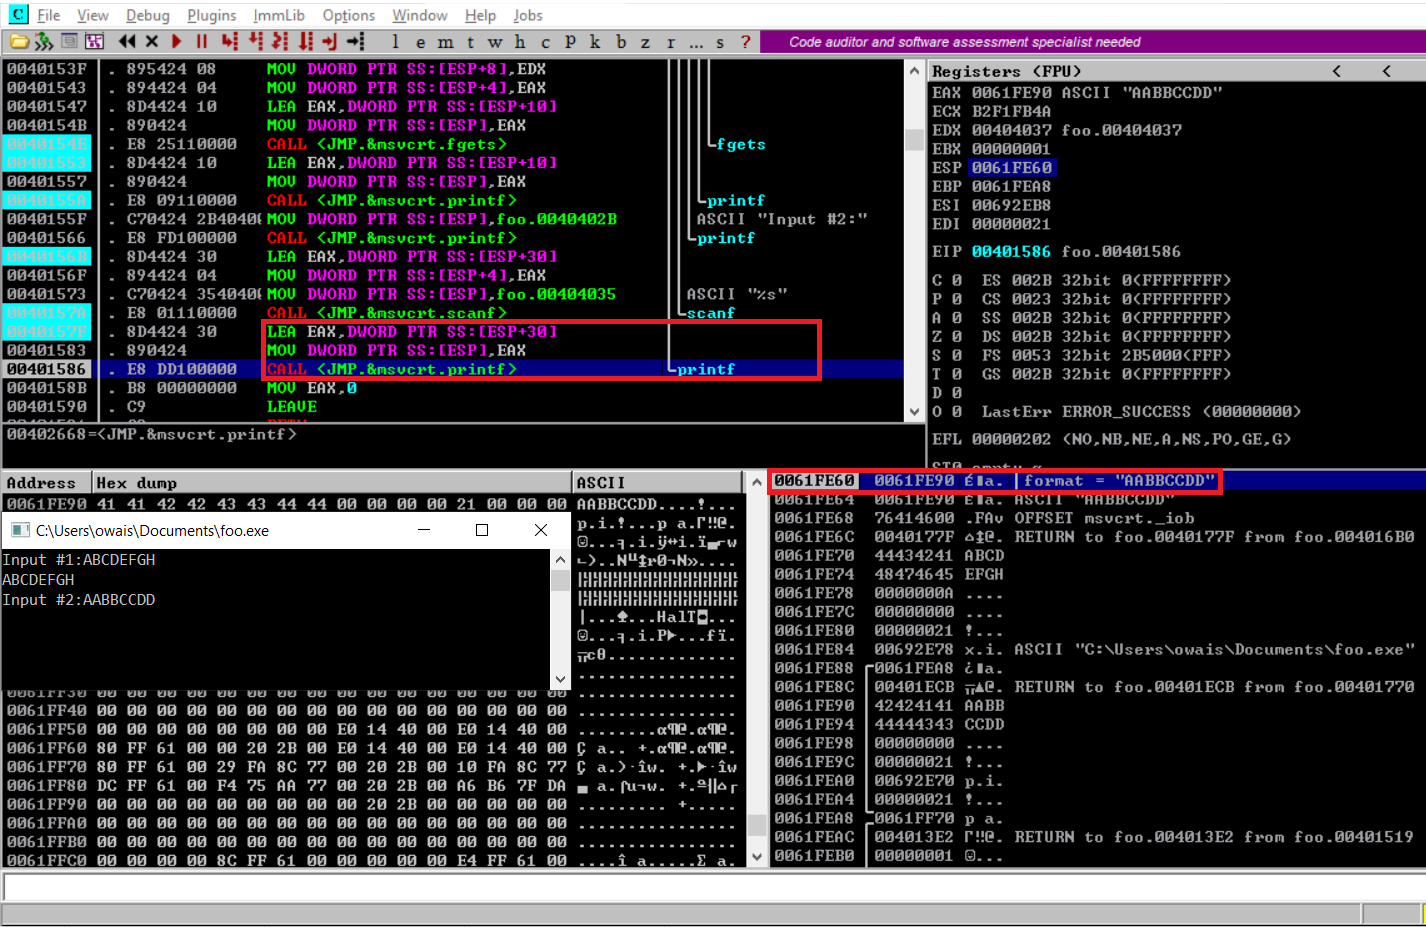 File View Debug Plugins ImmLib Options Window Help Jobs
l e m t w h c P k b z r ... s ? Code auditor and software assessment specialist needed
0040153F . 895424 08 MOV DWORD PTR SS:[ESP+8],EDX
00401543 . 894424 04 MOV DWORD PTR SS:[ESP+4],EAX
00401547 . 8D4424 10 LEA EAX,DWORD PTR SS:[ESP+10]
0040154B . 890424 MOV DWORD PTR SS:[ESP],EAX
0040154E . E8 25110000 CALL <JMP.&msvcrt.fgets> fgets
00401553 . 8D4424 10 LEA EAX,DWORD PTR SS:[ESP+10]
00401557 . 890424 MOV DWORD PTR SS:[ESP],EAX
0040155A . E8 09110000 CALL <JMP.&msvcrt.printf> printf
0040155F . C70424 2B4040 MOV DWORD PTR SS:[ESP],foo.0040402B ASCII "Input #2:"
00401566 . E8 FD100000 CALL <JMP.&msvcrt.printf> printf
0040156B . 8D4424 30 LEA EAX,DWORD PTR SS:[ESP+30]
0040156F . 894424 04 MOV DWORD PTR SS:[ESP+4],EAX
00401573 . C70424 354040 MOV DWORD PTR SS:[ESP],foo.00404035 ASCII "%s"
0040157A . E8 01110000 CALL <JMP.&msvcrt.scanf> scanf
0040157F . 8D4424 30 LEA EAX,DWORD PTR SS:[ESP+30]
00401583 . 890424 MOV DWORD PTR SS:[ESP],EAX
00401586 . E8 DD100000 CALL <JMP.&msvcrt.printf> printf
0040158B . B8 00000000 MOV EAX,0
00401590 . C9 LEAVE
00402668=<JMP.&msvcrt.printf>
Registers (FPU) < <
EAX 0061FE90 ASCII "AABBCCDD"
ECX B2F1FB4A
EDX 00404037 foo.00404037
EBX 00000001
ESP 0061FE60
EBP 0061FEA8
ESI 00692EB8
EDI 00000021
EIP 00401586 foo.00401586
C 0 ES 002B 32bit 0(FFFFFFFF)
P 0 CS 0023 32bit 0(FFFFFFFF)
A 0 SS 002B 32bit 0(FFFFFFFF)
Z 0 DS 002B 32bit 0(FFFFFFFF)
S 0 FS 0053 32bit 2B5000(FFF)
T 0 GS 002B 32bit 0(FFFFFFFF)
D 0
O 0 LastErr ERROR_SUCCESS (00000000)
EFL 00000202 (NO,NB,NE,A,NS,PO,GE,G)
ST0 empty
Address Hex dump ASCII
0061FE90 41 41 42 42 43 43 44 44 00 00 00 00 21 00 00 00 AABBCCDD....!...
C:\Users\owais\Documents\foo.exe
Input #1:ABCDEFGH
ABCDEFGH
Input #2:AABBCCDD
0061FF30 00 00 00 00 00 00 00 00 00 00 00 00 00 00 00 00 ................
0061FF40 00 00 00 00 00 00 00 00 00 00 00 00 00 00 00 00 ................
0061FF50 00 00 00 00 00 00 00 00 E0 14 40 00 E0 14 40 00 ........α¶@.α¶@.
0061FF60 80 FF 61 00 00 20 2B 00 E0 14 40 00 E0 14 40 00 Ç a.. +.α¶@.α¶@.
0061FF70 80 FF 61 00 29 FA 8C 77 00 20 2B 00 10 FA 8C 77 Ç a.)·îw. +.►·îw
0061FF80 DC FF 61 00 F4 75 AA 77 00 20 2B 00 A6 B6 7F DA
0061FF90 00 00 00 00 00 00 00 00 00 20 2B 00 00 00 00 00 ......... +.....
0061FFA0 00 00 00 00 00 00 00 00 00 00 00 00 00 00 00 00 ................
0061FFB0 00 00 00 00 00 00 00 00 00 00 00 00 00 00 00 00 ................
0061FFC0 00 00 00 00 8C FF 61 00 00 00 00 00 E4 FF 61 00 ....î a.....Σ a.
0061FE60 0061FE90 format = "AABBCCDD"
0061FE64 0061FE90 ASCII "AABBCCDD"
0061FE68 76414600 .FAv OFFSET msvcrt._iob
0061FE6C 0040177F RETURN to foo.0040177F from foo.004016B0
0061FE70 44434241 ABCD
0061FE74 48474645 EFGH
0061FE78 0000000A ....
0061FE7C 00000000 ....
0061FE80 00000021 !...
0061FE84 00692E78 x.i. ASCII "C:\Users\owais\Documents\foo.exe"
0061FE88 0061FEA8
0061FE8C 00401ECB RETURN to foo.00401ECB from foo.00401770
0061FE90 42424141 AABB
0061FE94 44444343 CCDD
0061FE98 00000000 ....
0061FE9C 00000021 !...
0061FEA0 00692E70 p.i.
0061FEA4 00000021 !...
0061FEA8 0061FF70 p a.
0061FEAC 004013E2 Γ‼@. RETURN to foo.004013E2 from foo.00401519
0061FEB0 00000001 ☺...